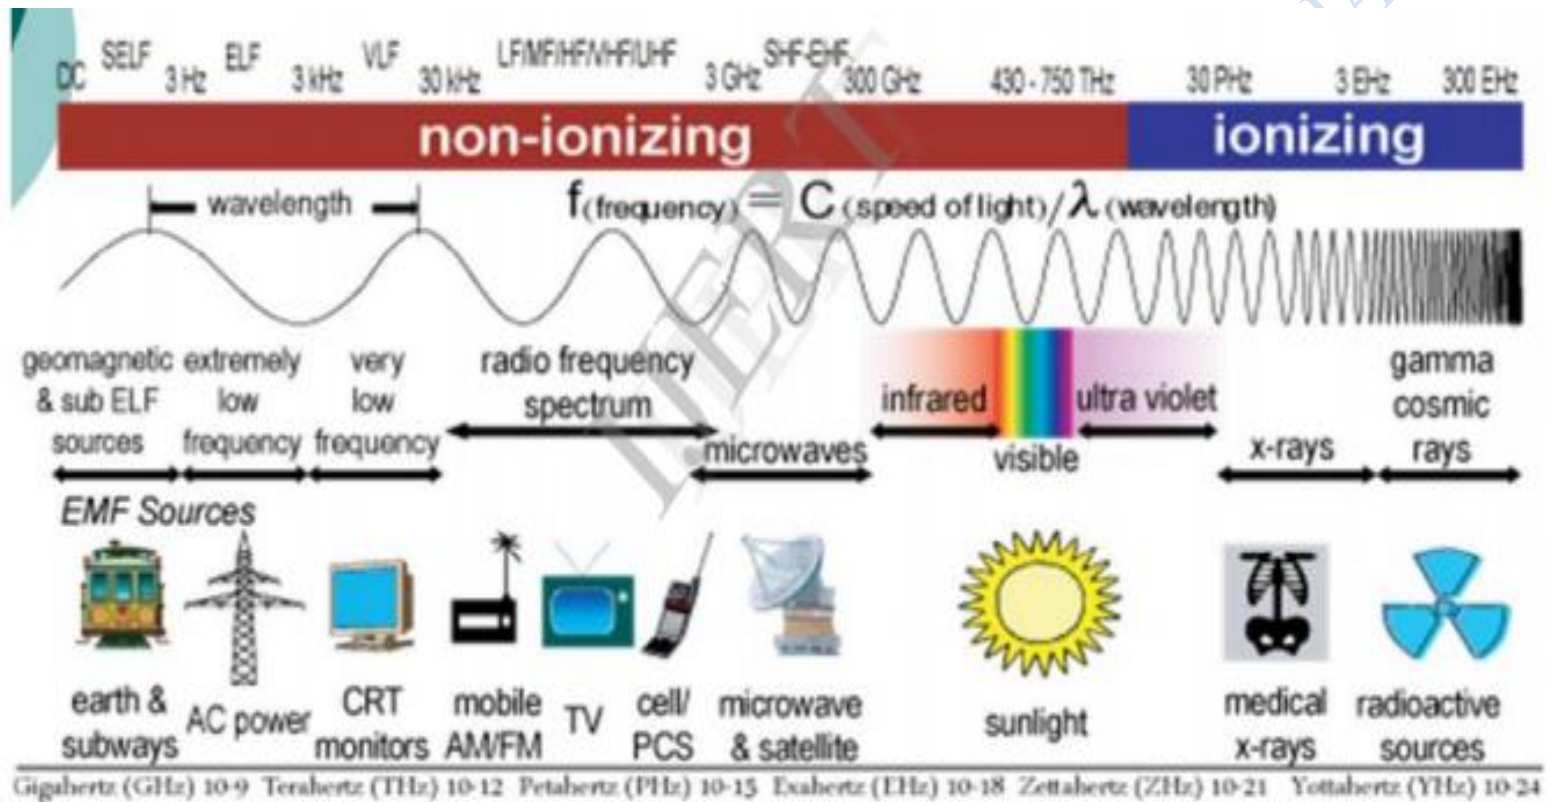 DC SELF 3 Hz ELF 3 kHz VLF 30 kHz LF/MF/HF/VHF/UHF 3 GHz SHF-EHF 300 GHz 430 - 750 THz 30 PHz 3 EHz 300 EHz
non-ionizing ionizing
wavelength f(frequency) = C (speed of light)/λ(wavelength)
geomagnetic & sub ELF sources
extremely low frequency
very low frequency
radio frequency spectrum
microwaves
infrared
visible
ultra violet
x-rays
gamma cosmic rays
EMF Sources
earth & subways
AC power
CRT monitors
mobile AM/FM
TV
cell/ PCS
microwave & satellite
sunlight
medical x-rays
radioactive sources
Gigahertz (GHz) 10-9 Terahertz (THz) 10-12 Petahertz (PHz) 10-15 Exahertz (EHz) 10-18 Zettahertz (ZHz) 10-21 Yottahertz (YHz) 10-24
IJERT